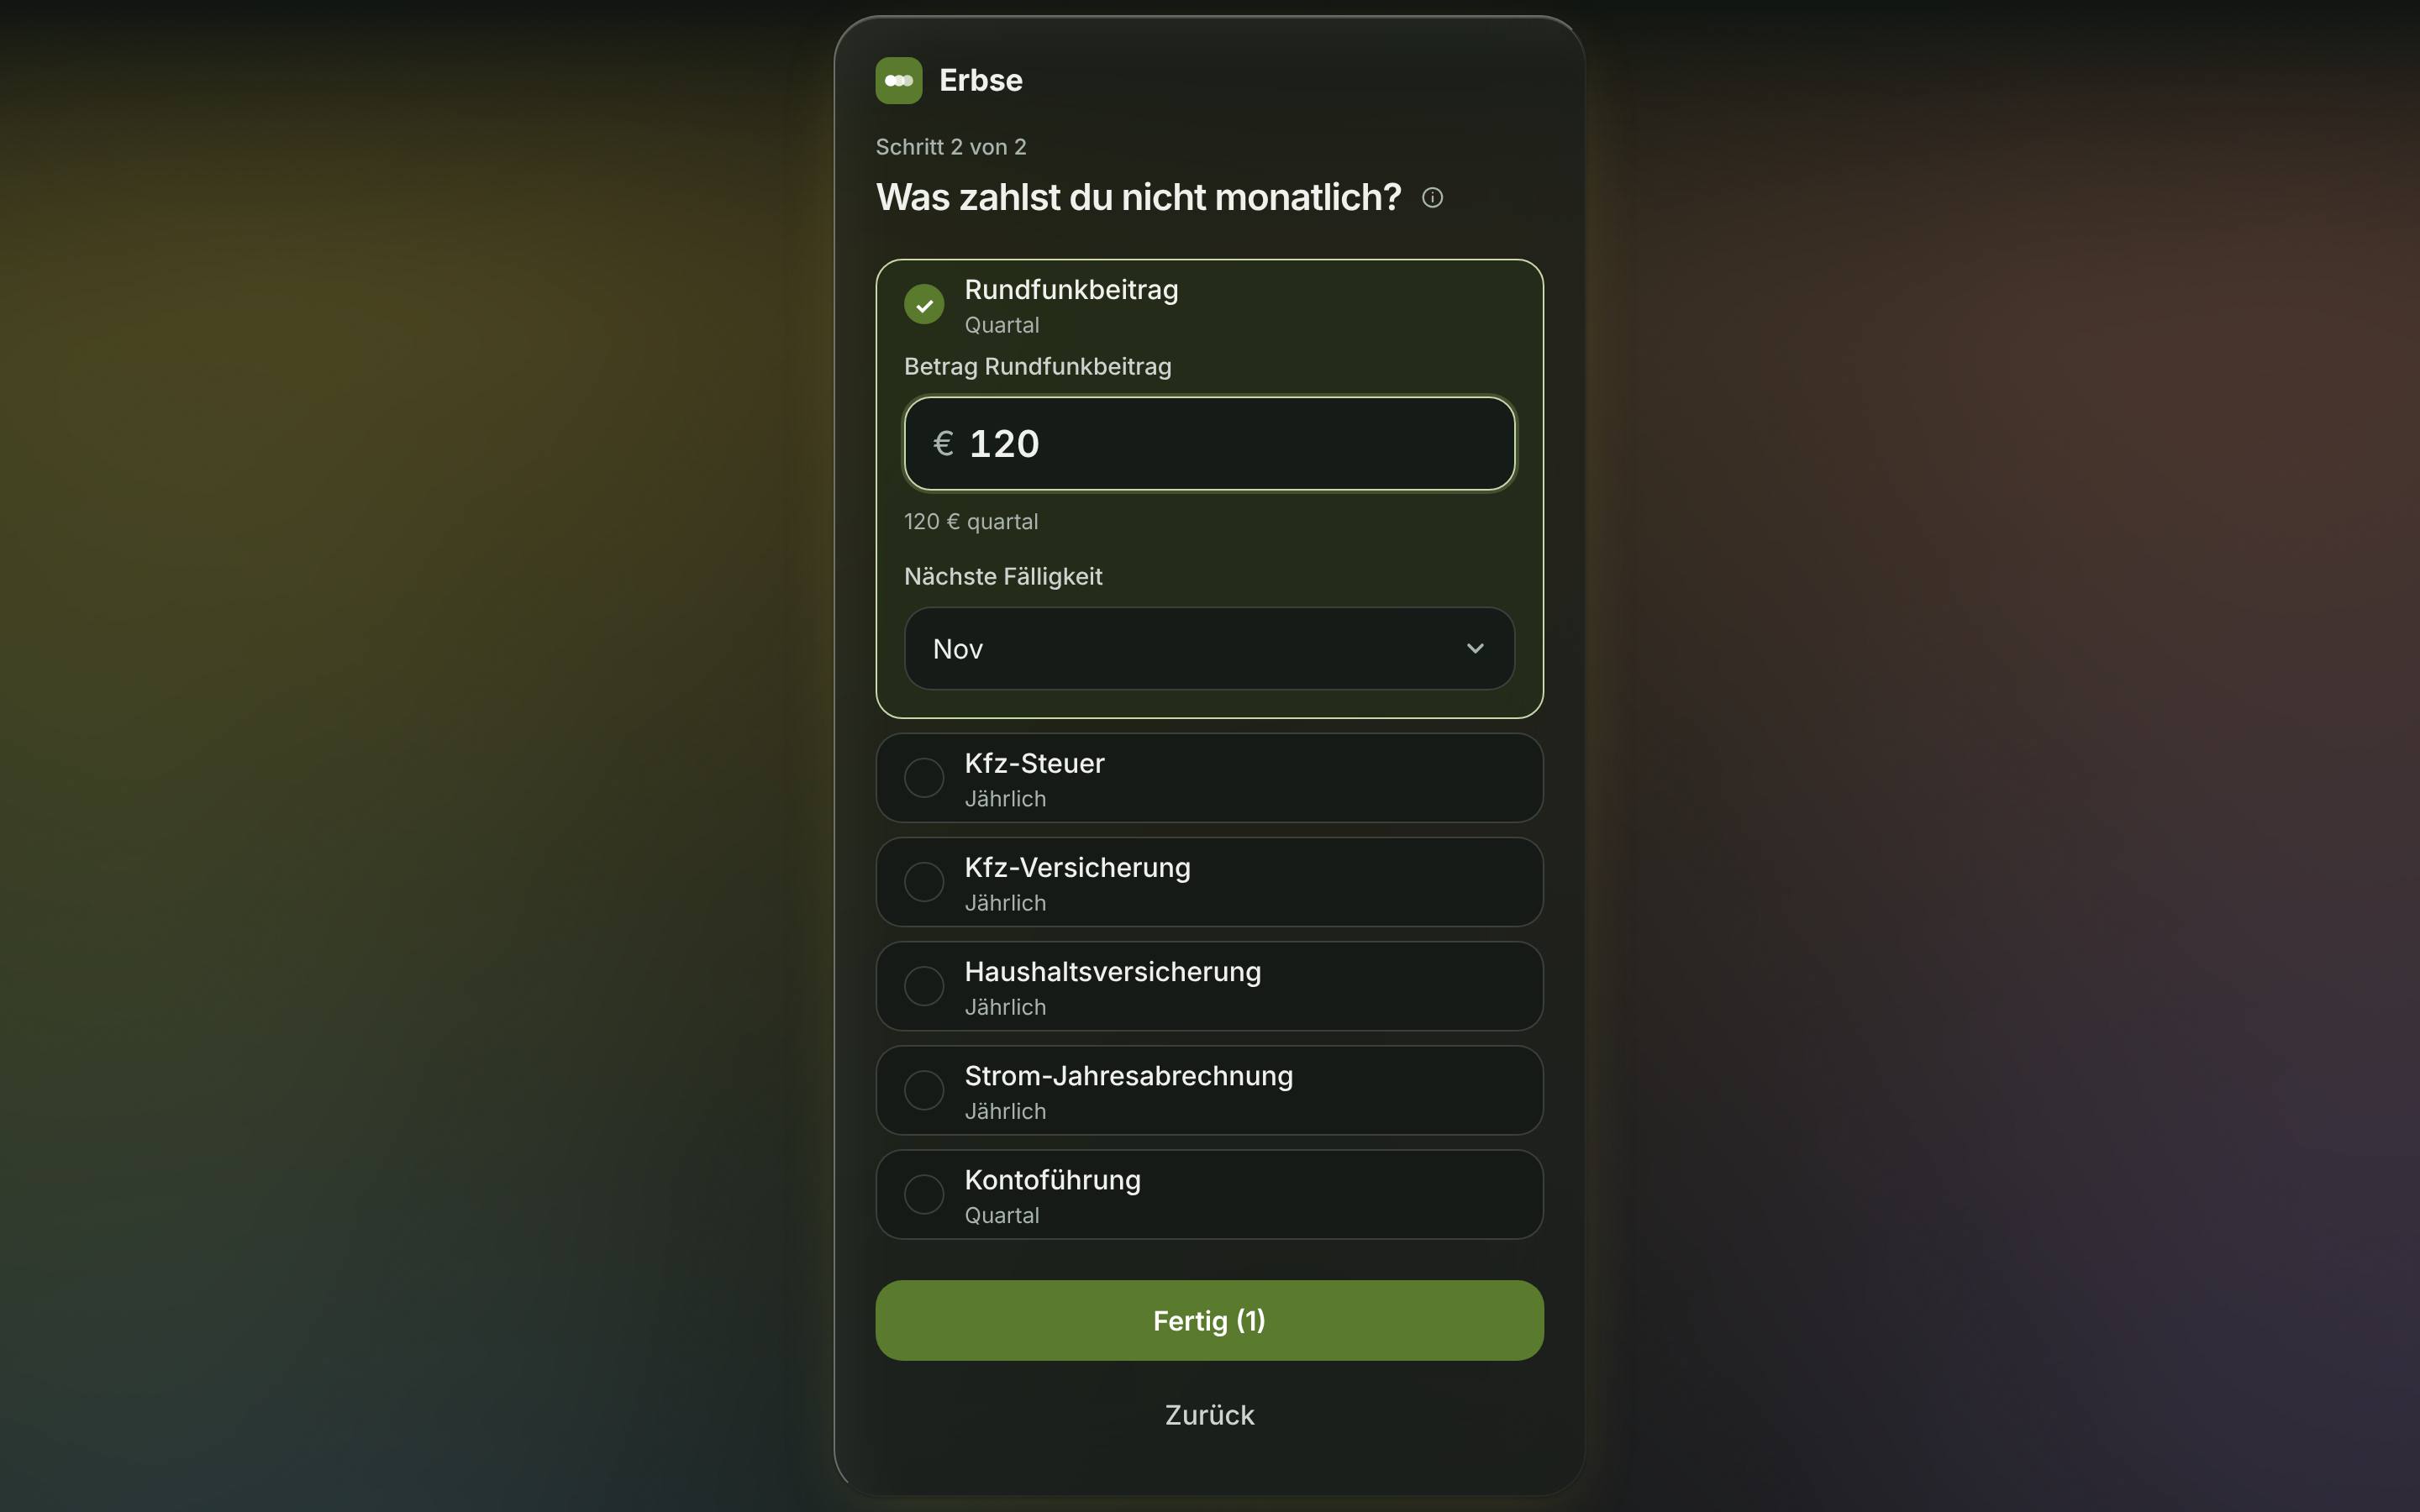 Erbse
Schritt 2 von 2
Was zahlst du nicht monatlich?
Rundfunkbeitrag
Quartal
Betrag Rundfunkbeitrag
€ 120
120 € quartal
Nächste Fälligkeit
Nov
Kfz-Steuer
Jährlich
Kfz-Versicherung
Jährlich
Haushaltsversicherung
Jährlich
Strom-Jahresabrechnung
Jährlich
Kontoführung
Quartal
Fertig (1)
Zurück